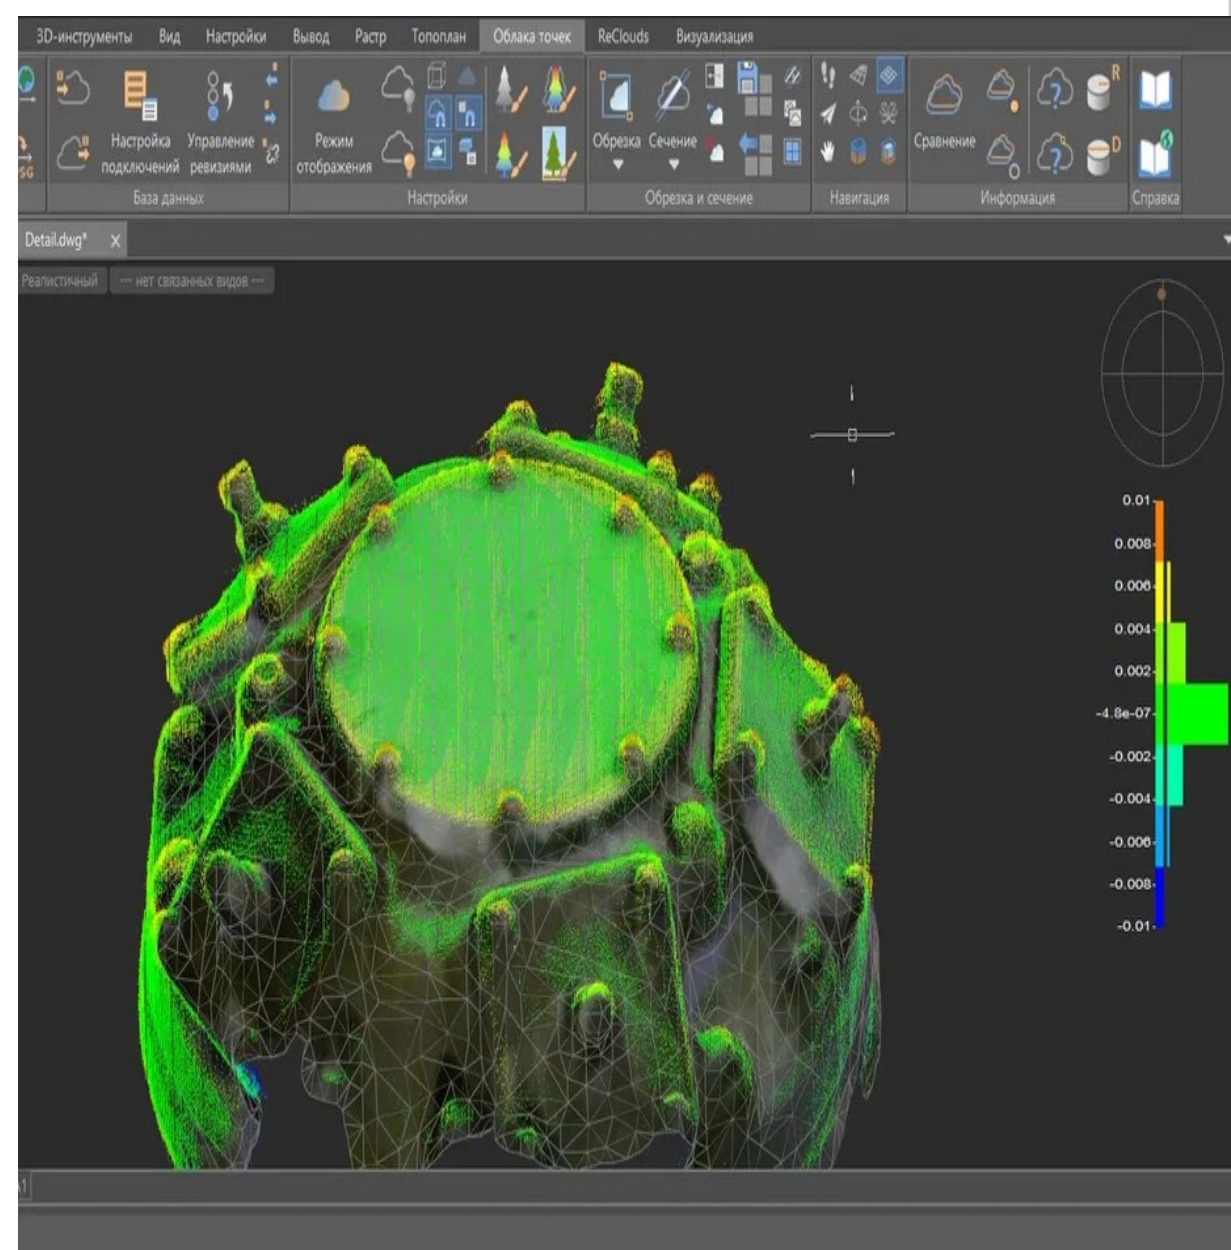 3D-инструменты Вид Настройки Вывод Растр Топоплан Облака точек ReClouds Визуализация
Настройка подключений
Управление ревизиями
База данных
Режим отображения
Настройки
Обрезка Сечение
Обрезка и сечение
Навигация
Сравнение
R
D
Информация
Справка
Detail.dwg*
Реалистичный --- нет связанных видов ---
0.01
0.008
0.006
0.004
0.002
-4.8e-07
-0.002
-0.004
-0.006
-0.008
-0.01